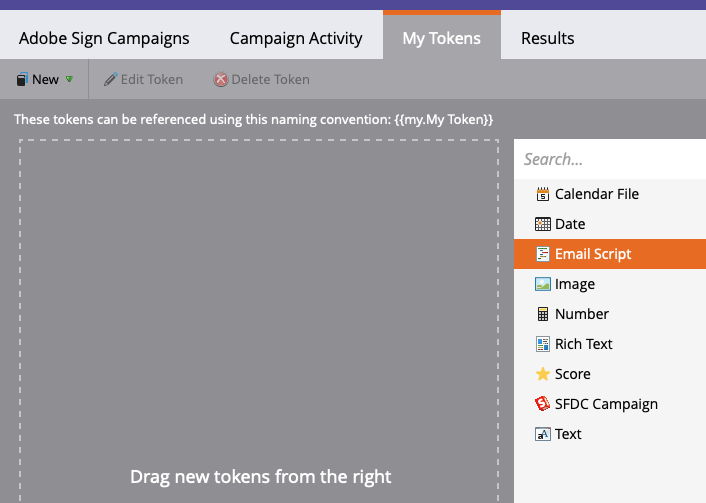 Adobe Sign Campaigns Campaign Activity My Tokens Results
New Edit Token Delete Token
These tokens can be referenced using this naming convention: {{my.My Token}}
Search...
5 Calendar File
Date
Email Script
Image
Number
Rich Text
Score
SFDC Campaign
A Text
Drag new tokens from the right